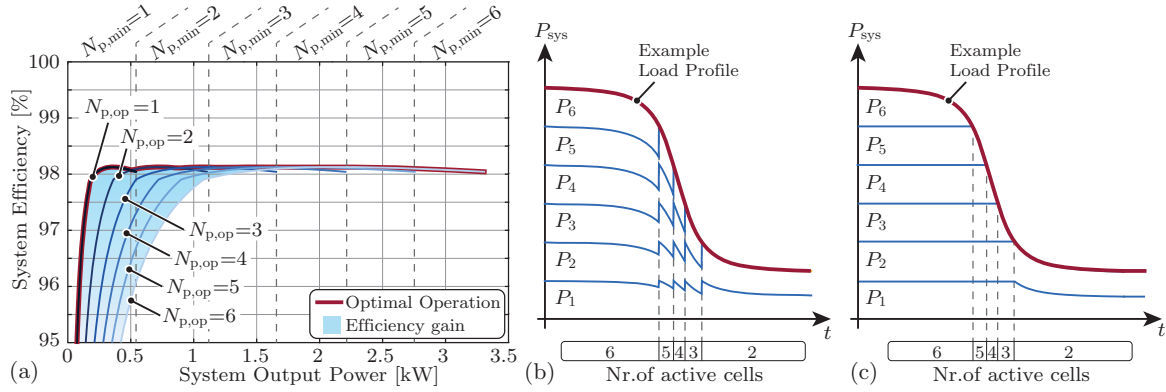 N_p,min=1
N_p,min=2
N_p,min=3
N_p,min=4
N_p,min=5
N_p,min=6
100
99
98
97
96
95
System Efficiency [%]
N_p,op=1
N_p,op=2
N_p,op=3
N_p,op=4
N_p,op=5
N_p,op=6
Optimal Operation
Efficiency gain
0 0.5 1 1.5 2 2.5 3 3.5
System Output Power [kW]
(a)
P_sys
Example
Load Profile
P_6
P_5
P_4
P_3
P_2
P_1
t
6 5 4 3 2
Nr.of active cells
(b)
P_sys
Example
Load Profile
P_6
P_5
P_4
P_3
P_2
P_1
t
6 5 4 3 2
Nr.of active cells
(c)